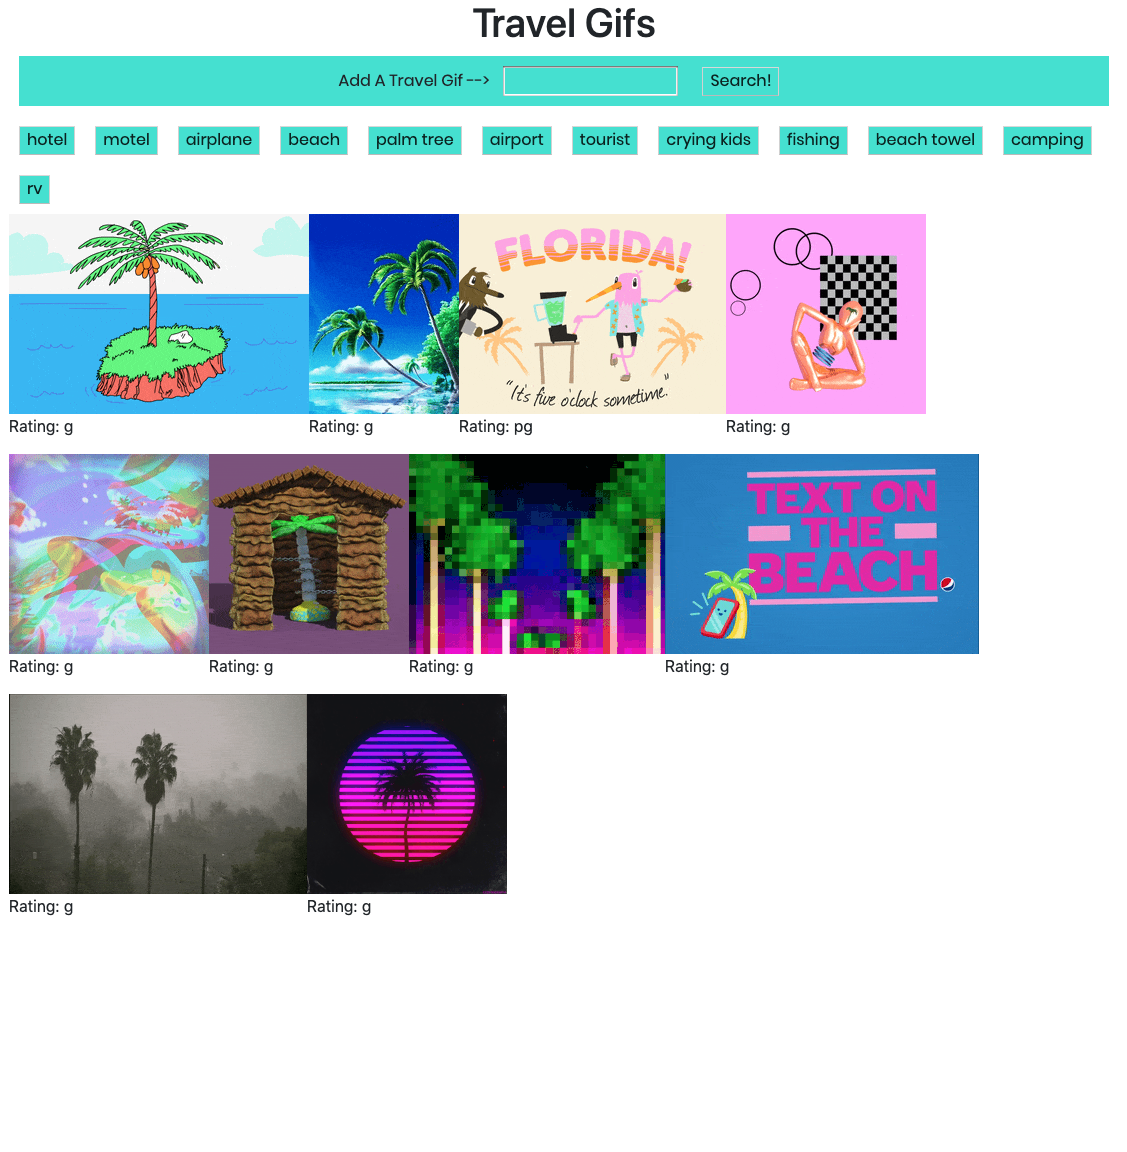 Travel Gifs
Add A Travel Gif --> Search!
hotel motel airplane beach palm tree airport tourist crying kids fishing beach towel camping
rv
FLORIDA!
"It's five o'clock sometime."
Rating: g Rating: g Rating: pg Rating: g
TEXT ON
THE
BEACH
Rating: g Rating: g Rating: g Rating: g
Rating: g Rating: g